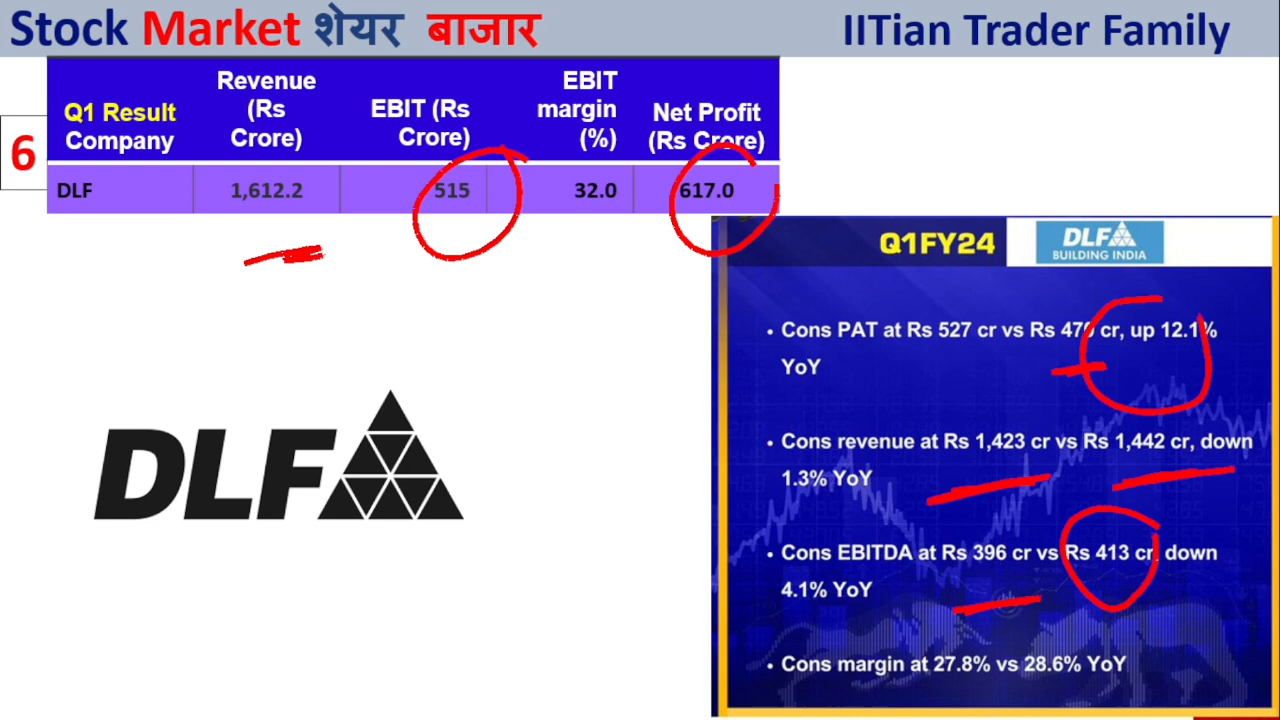 Stock Market शेयर बाजार
IITian Trader Family
6
Q1 Result Company
Revenue (Rs Crore)
EBIT (Rs Crore)
EBIT margin (%)
Net Profit (Rs Crore)
DLF 1,612.2 515 32.0 617.0
Q1FY24
DLF
BUILDING INDIA
• Cons PAT at Rs 527 cr vs Rs 470 cr, up 12.1%
YoY
• Cons revenue at Rs 1,423 cr vs Rs 1,442 cr, down
1.3% YoY
• Cons EBITDA at Rs 396 cr vs Rs 413 cr, down
4.1% YoY
• Cons margin at 27.8% vs 28.6% YoY
DLF